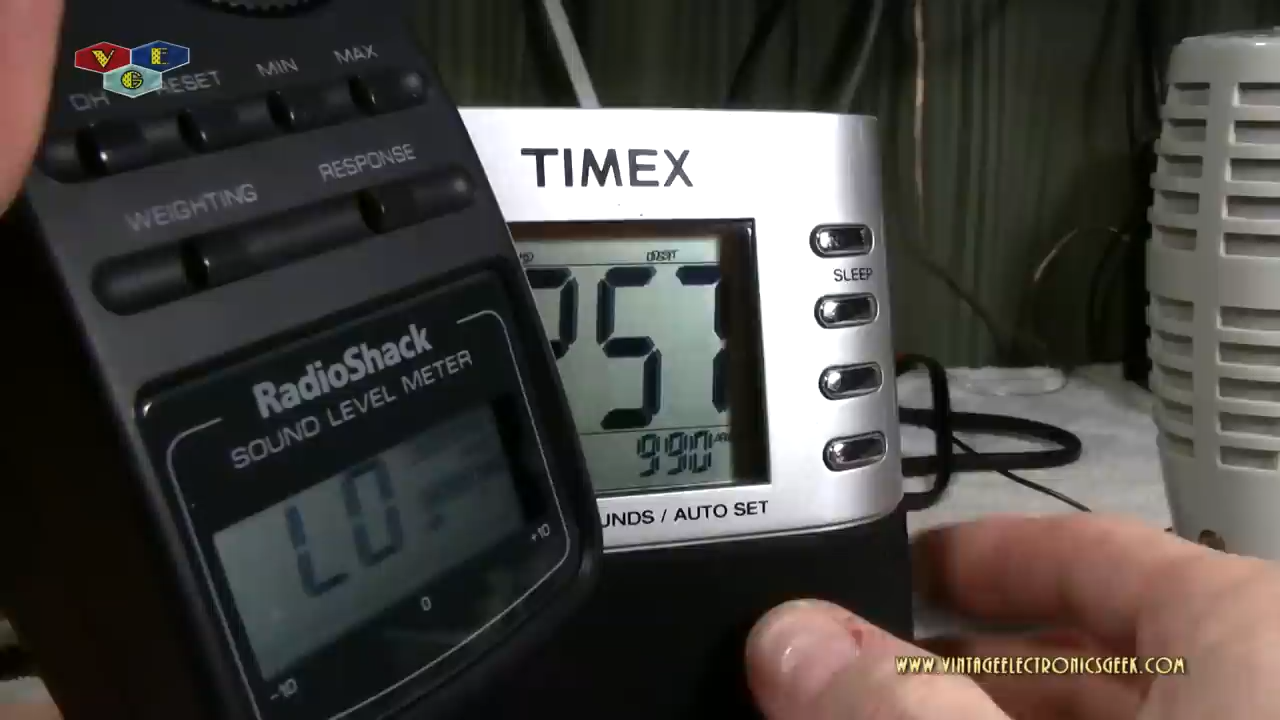 V E
G
RESET MIN MAX
WEIGHTING RESPONSE
RadioShack
SOUND LEVEL METER
LO
-10 0 +10
TIMEX
SLEEP
57
990
UNDS / AUTO SET
WWW.VINTAGEELECTRONICSGEEK.COM